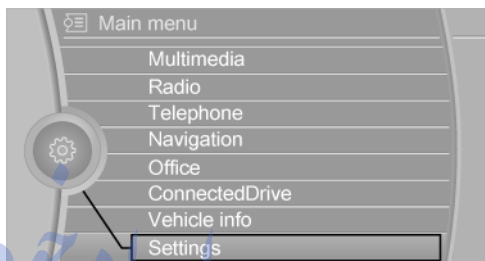 Main menu
Multimedia
Radio
Telephone
Navigation
Office
ConnectedDrive
Vehicle info
Settings